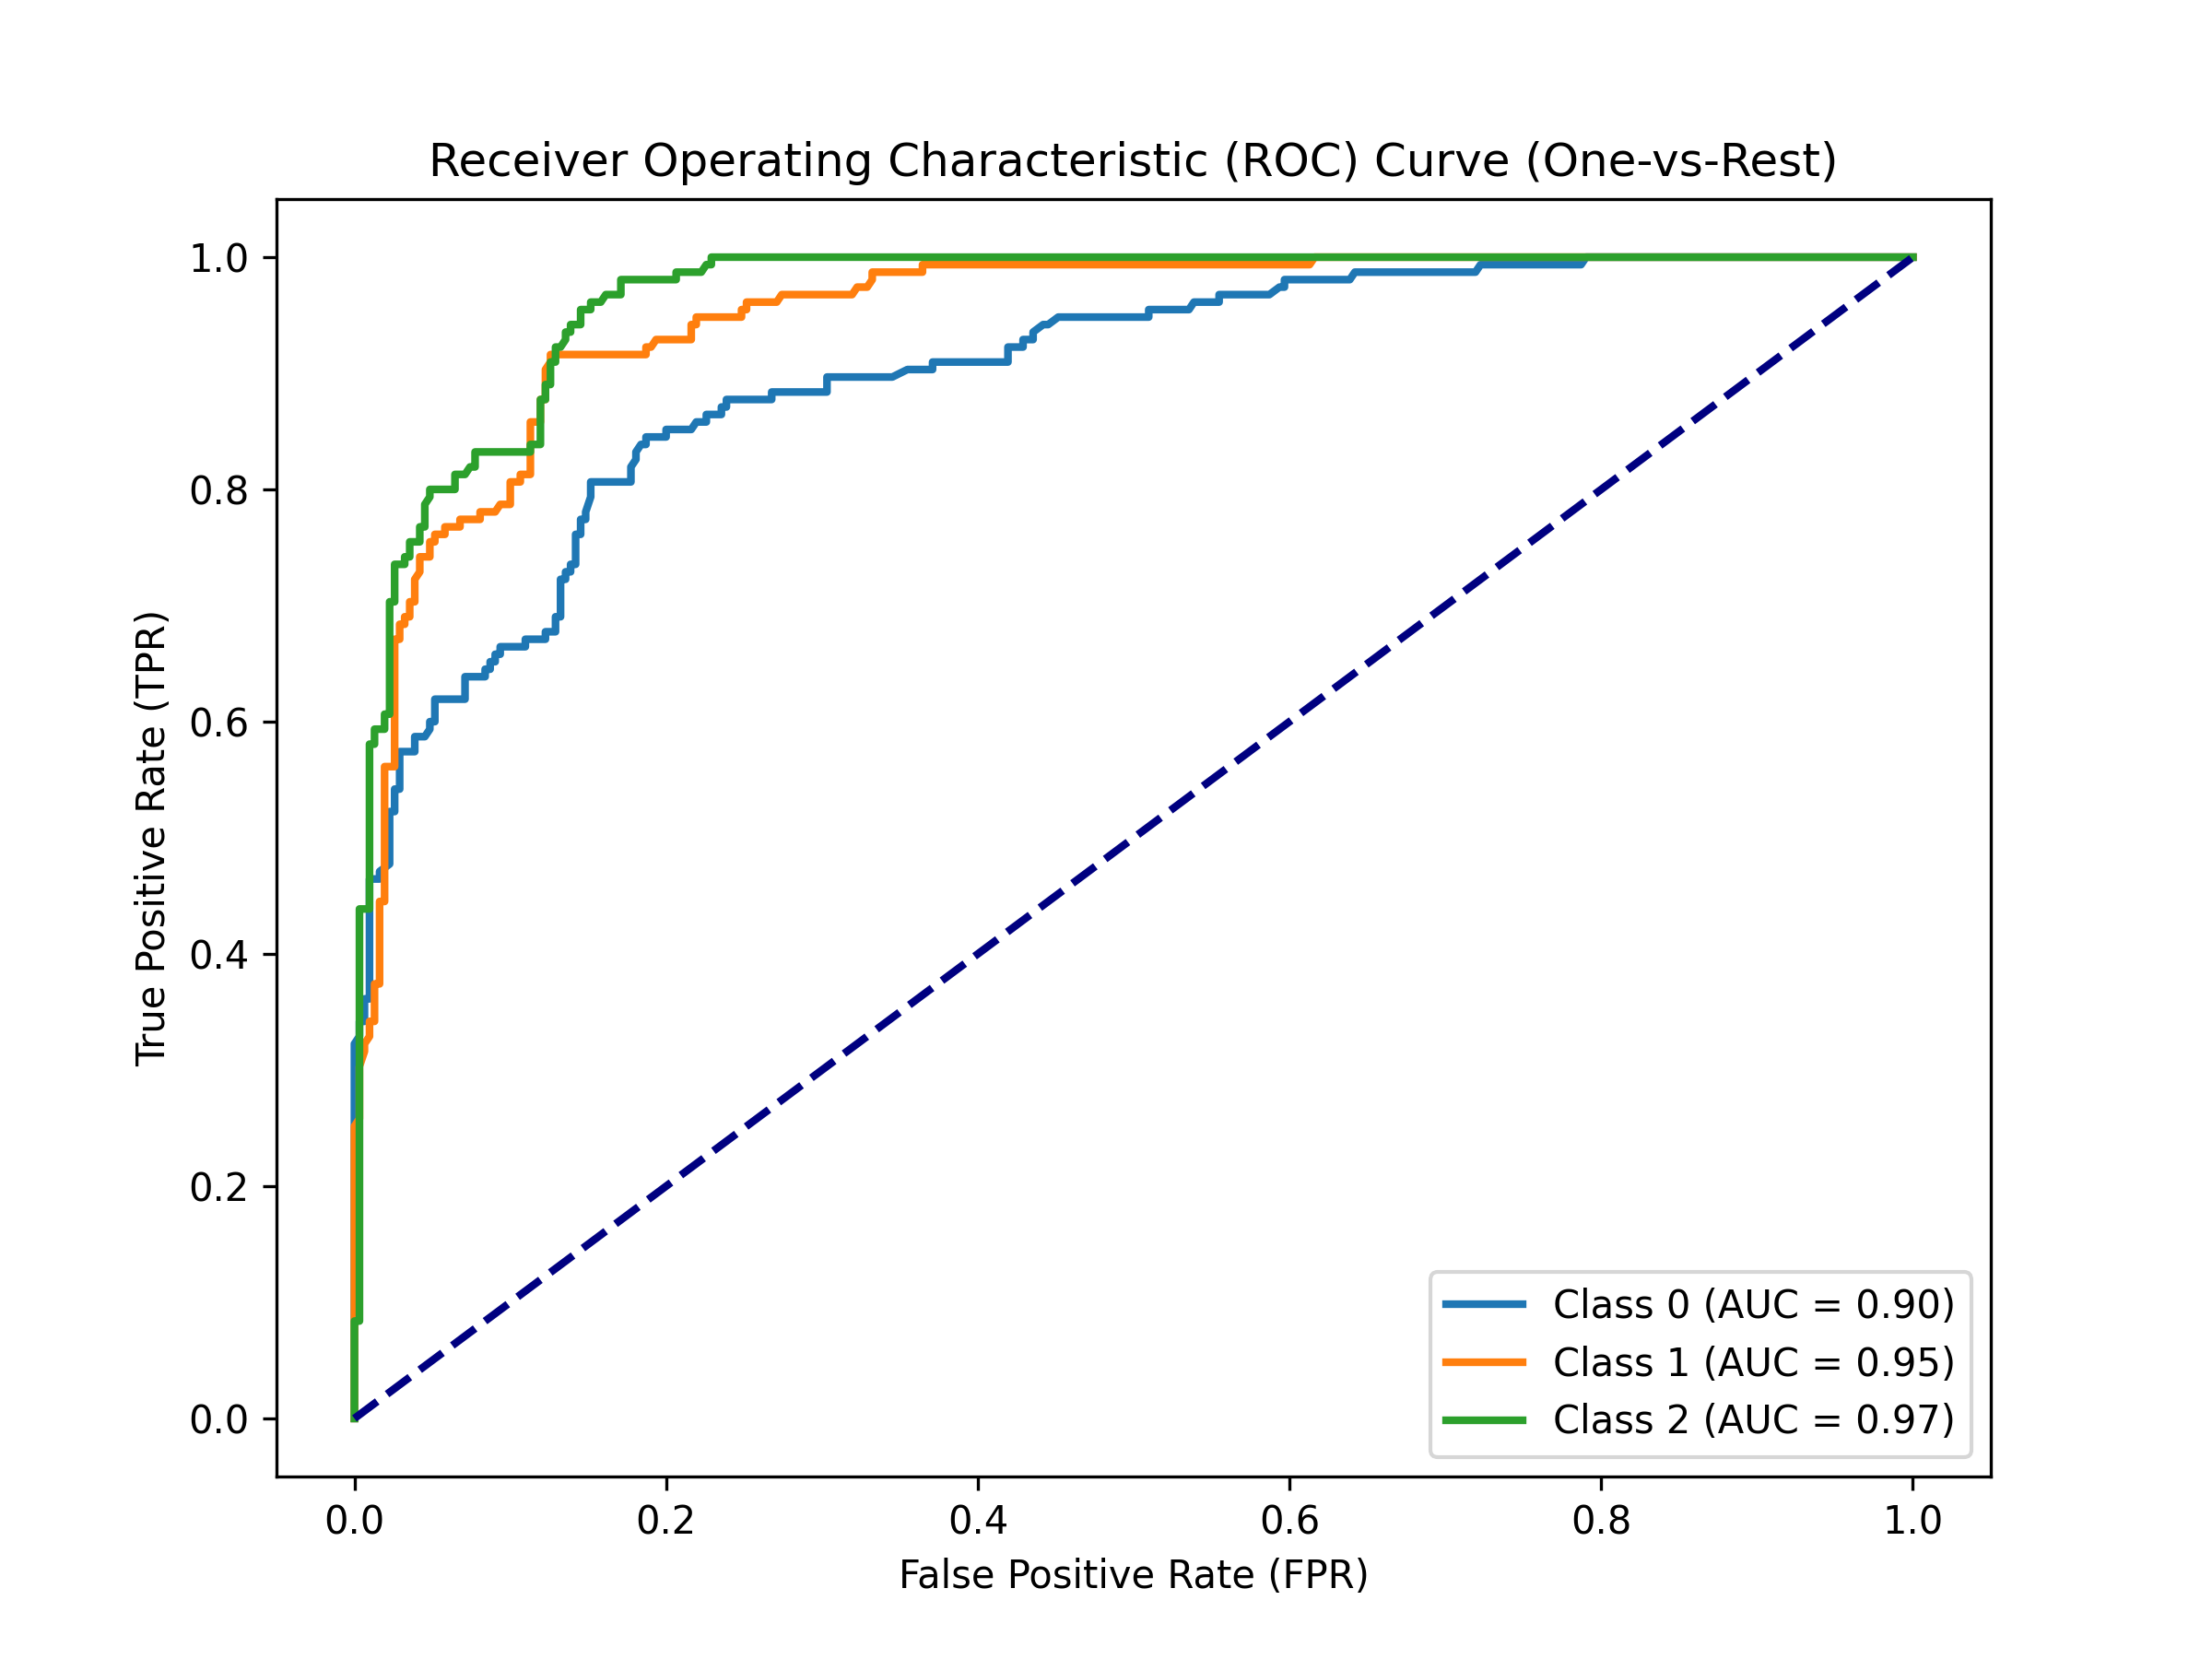 Receiver Operating Characteristic (ROC) Curve (One-vs-Rest)
True Positive Rate (TPR)
1.0
0.8
0.6
0.4
0.2
0.0
Class 0 (AUC = 0.90)
Class 1 (AUC = 0.95)
Class 2 (AUC = 0.97)
0.0 0.2 0.4 0.6 0.8 1.0
False Positive Rate (FPR)